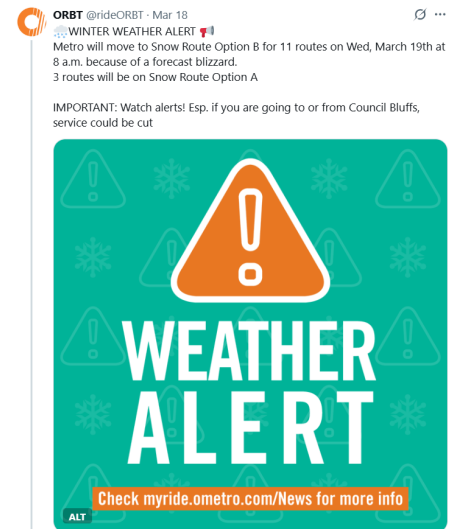 ORBT @rideORBT · Mar 18
🌨️WINTER WEATHER ALERT 📢
Metro will move to Snow Route Option B for 11 routes on Wed, March 19th at
8 a.m. because of a forecast blizzard.
3 routes will be on Snow Route Option A
IMPORTANT: Watch alerts! Esp. if you are going to or from Council Bluffs,
service could be cut
WEATHER
ALERT
Check myride.ometro.com/News for more info
ALT